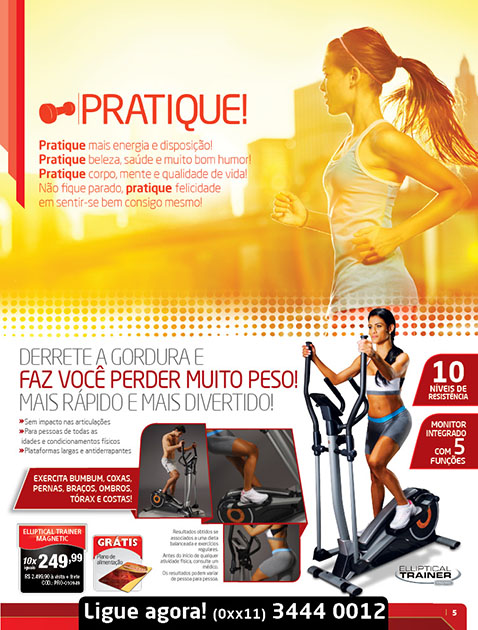 PRATIQUE!
Pratique mais energia e disposição!
Pratique beleza, saúde e muito bom humor!
Pratique corpo, mente e qualidade de vida!
Não fique parado, pratique felicidade
em sentir-se bem consigo mesmo!
DERRETE A GORDURA E
FAZ VOCÊ PERDER MUITO PESO!
MAIS RÁPIDO E MAIS DIVERTIDO!
Sem impacto nas articulações
Para pessoas de todas as
idades e condicionamentos físicos
Plataformas largas e antiderrapantes
10
NÍVEIS DE
RESISTÊNCIA
MONITOR
INTEGRADO
COM 5
FUNÇÕES
EXERCITA BUMBUM, COXAS,
PERNAS, BRAÇOS, OMBROS,
TÓRAX E COSTAS!
ELLIPTICAL TRAINER
MAGNETIC
10x 249,99
R$ 2.499,90 à vista + frete
GRÁTIS
Plano de
alimentação
Resultados obtidos se
associados a uma dieta
balanceada e exercícios
regulares.
Antes do início de qualquer
atividade física, consulte um
médico.
Os resultados podem variar
de pessoa para pessoa.
ELLIPTICAL
TRAINER
Ligue agora! (0xx11) 3444 0012
5